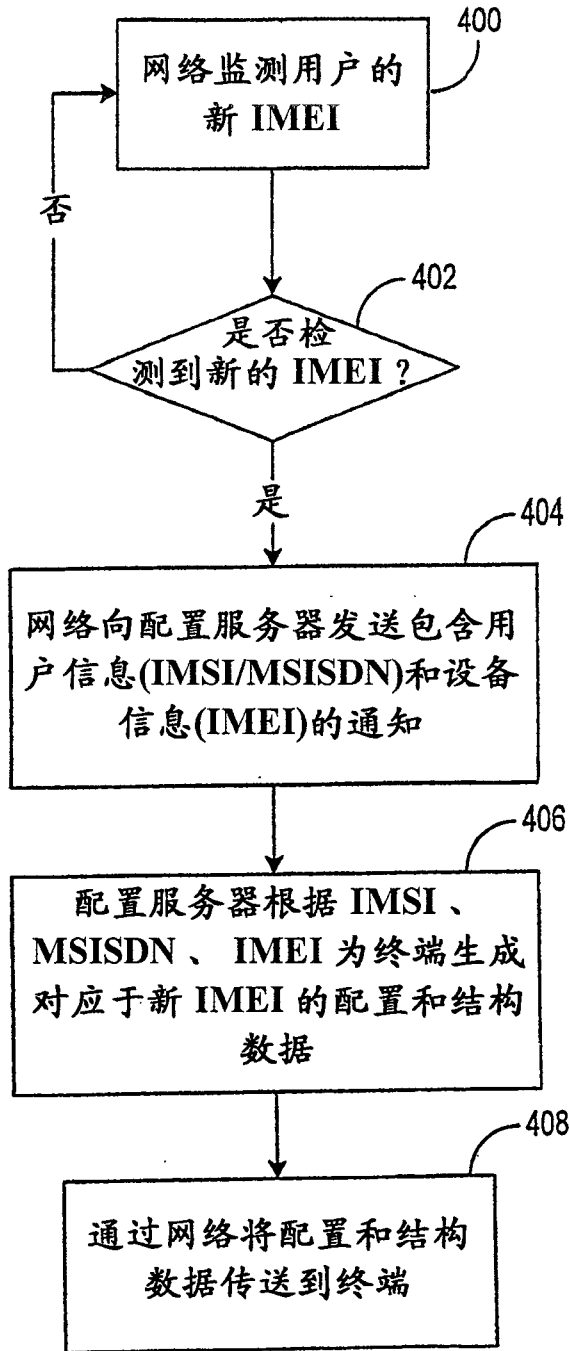 400
网络监测用户的
新 IMEI
否
402
是否检
测到新的 IMEI？
是
404
网络向配置服务器发送包含用
户信息(IMSI/MSISDN)和设备
信息(IMEI)的通知
406
配置服务器根据 IMSI 、
MSISDN 、 IMEI 为终端生成
对应于新 IMEI 的配置和结构
数据
408
通过网络将配置和结构
数据传送到终端